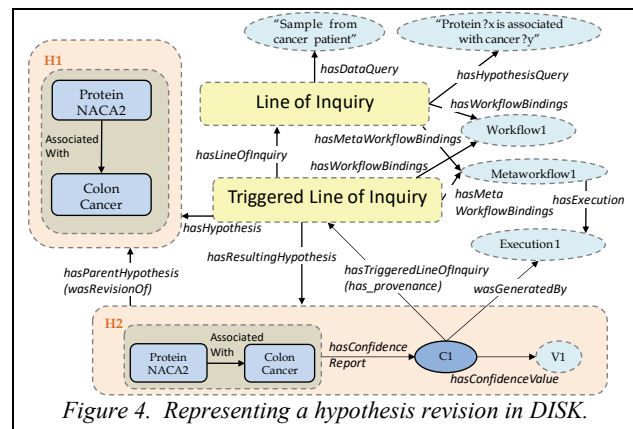 "Sample from
cancer patient"
"Protein ?x is associated
with cancer ?y"
H1
Protein
NACA2
Associated
With
Colon
Cancer
hasDataQuery
hasHypothesisQuery
Line of Inquiry
hasWorkflowBindings
hasMetaWorkflowBindings
Workflow1
hasLineOfInquiry
hasWorkflowBindings
Metaworkflow1
Triggered Line of Inquiry
hasMeta
WorkflowBindings
hasExecution
hasHypothesis
hasResultingHypothesis
Execution1
hasParentHypothesis
(wasRevisionOf)
hasTriggeredLineOfInquiry
(has_provenance)
wasGeneratedBy
H2
Associated
With
Protein
NACA2
Colon
Cancer
hasConfidence
Report
C1
V1
hasConfidenceValue
Figure 4. Representing a hypothesis revision in DISK.